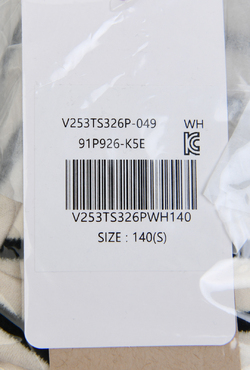 V253TS326P-049 WH
91P926-K5E
V253TS326PWH140
SIZE : 140(S)